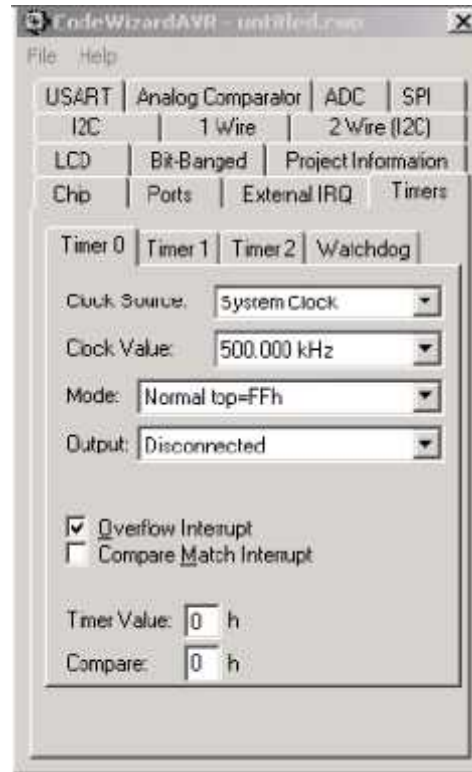 CodeWizardAVR - untitled.cwp
File Help
USART Analog Comparator ADC SPI
I2C 1 Wire 2 Wire (I2C)
LCD Bit-Banged Project Information
Chip Ports External IRQ Timers
Timer 0 Timer 1 Timer 2 Watchdog
Clock Source: System Clock
Clock Value: 500.000 kHz
Mode: Normal top=FFh
Output: Disconnected
Overflow Interrupt
Compare Match Interrupt
Timer Value: 0 h
Compare: 0 h